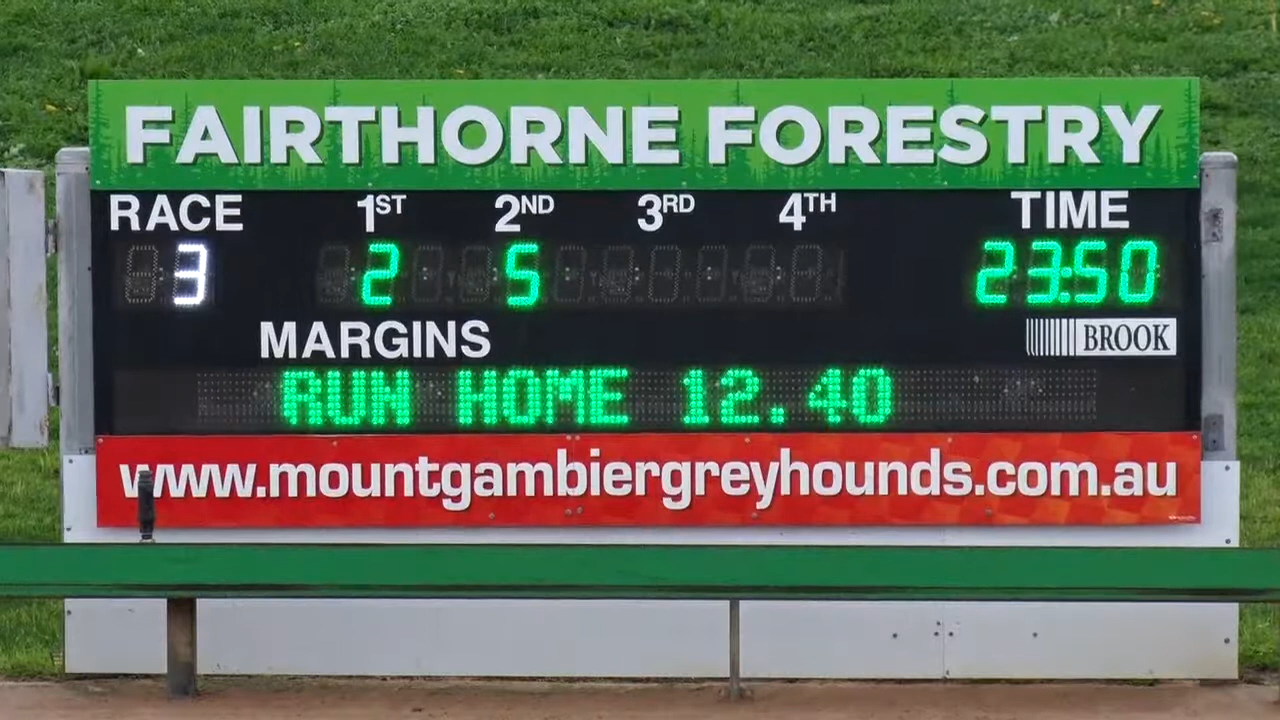 FAIRTHORNE FORESTRY
RACE 1ST 2ND 3RD 4TH TIME
3 2 5 23:50
MARGINS BROOK
RUN HOME 12.40
www.mountgambiergreyhounds.com.au